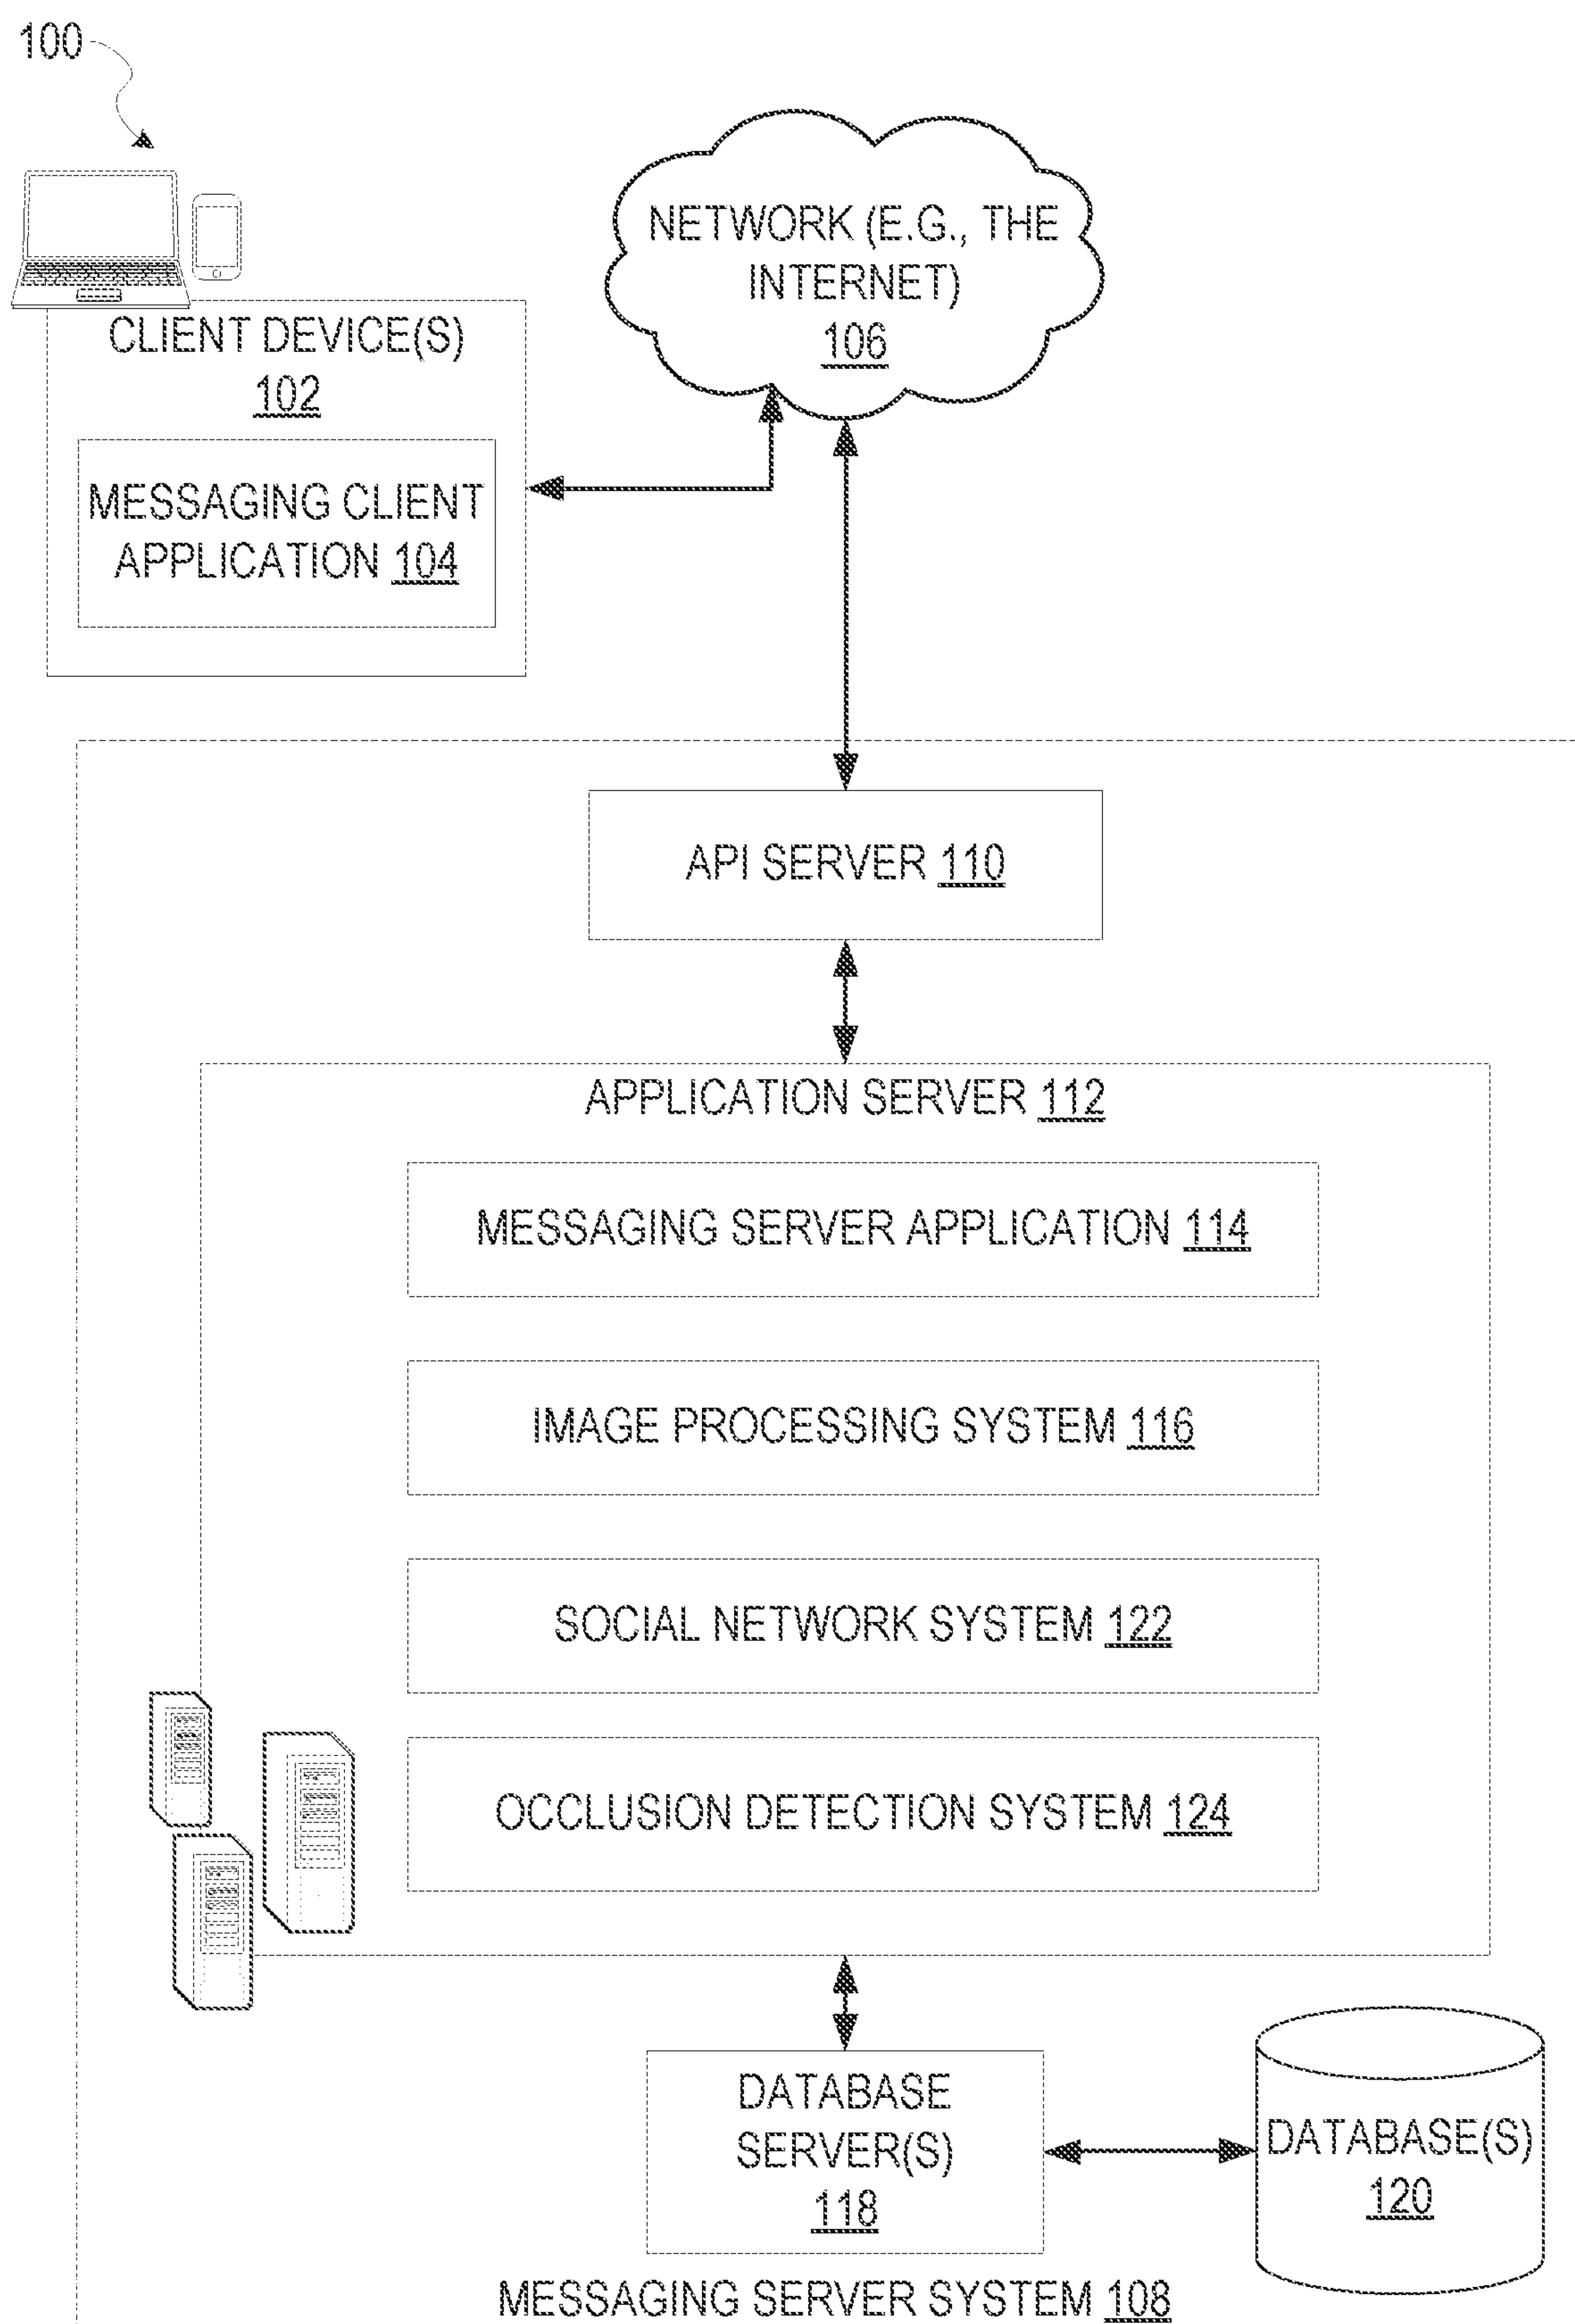 100
NETWORK (E.G., THE
INTERNET)
106
CLIENT DEVICE(S)
102
MESSAGING CLIENT
APPLICATION 104
API SERVER 110
APPLICATION SERVER 112
MESSAGING SERVER APPLICATION 114
IMAGE PROCESSING SYSTEM 116
SOCIAL NETWORK SYSTEM 122
OCCLUSION DETECTION SYSTEM 124
DATABASE
SERVER(S)
118
DATABASE(S)
120
MESSAGING SERVER SYSTEM 108